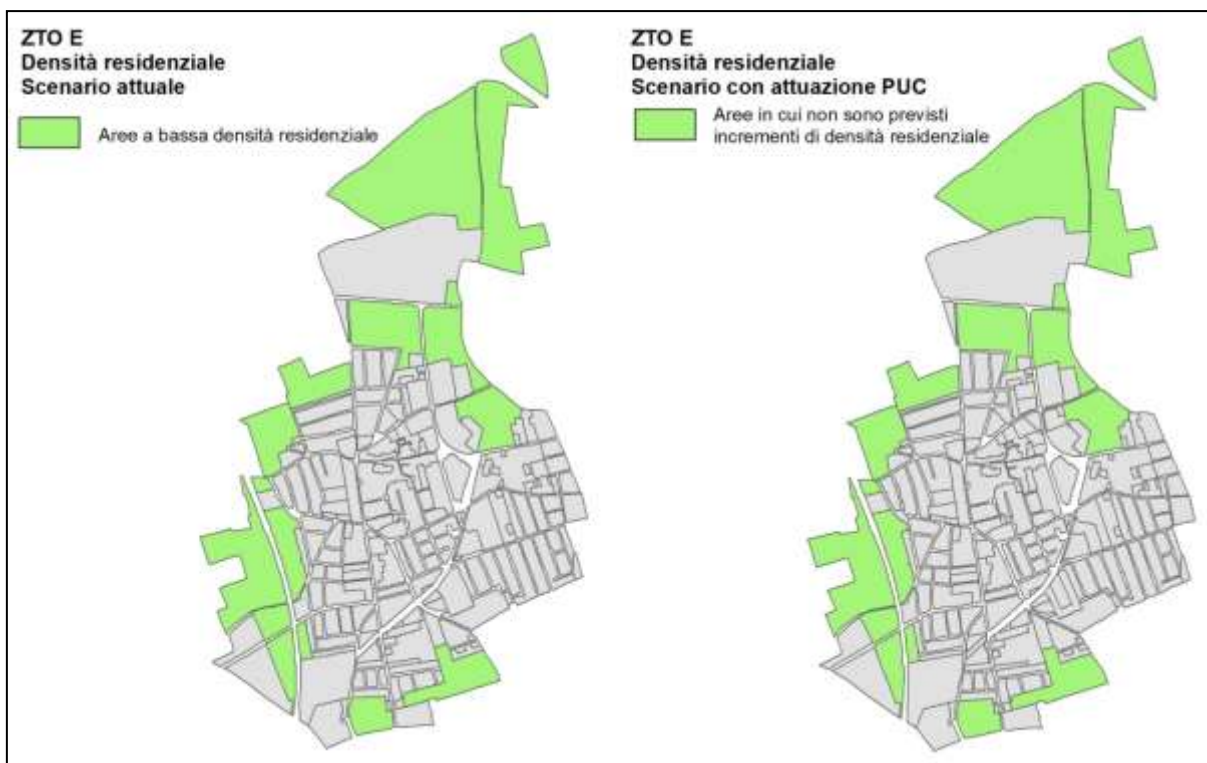 ZTO E
Densità residenziale
Scenario attuale
Aree a bassa densità residenziale
ZTO E
Densità residenziale
Scenario con attuazione PUC
Aree in cui non sono previsti
incrementi di densità residenziale